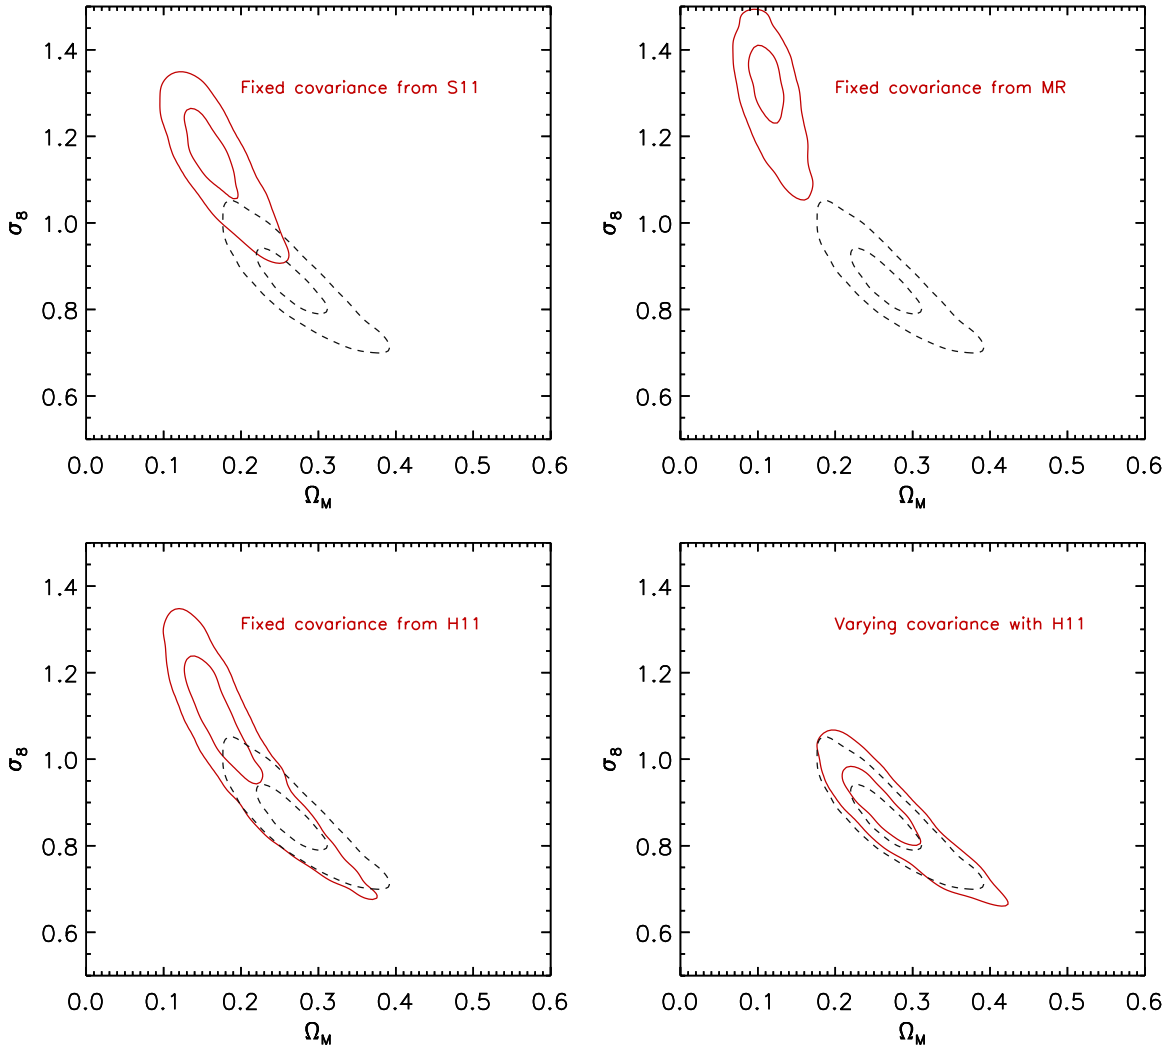 Fixed covariance from S11
1.4
1.2
1.0
0.8
0.6
σ8
0.0 0.1 0.2 0.3 0.4 0.5 0.6
ΩM
Fixed covariance from MR
1.4
1.2
1.0
0.8
0.6
σ8
0.0 0.1 0.2 0.3 0.4 0.5 0.6
ΩM
Fixed covariance from H11
1.4
1.2
1.0
0.8
0.6
σ8
0.0 0.1 0.2 0.3 0.4 0.5 0.6
ΩM
Varying covariance with H11
1.4
1.2
1.0
0.8
0.6
σ8
0.0 0.1 0.2 0.3 0.4 0.5 0.6
ΩM